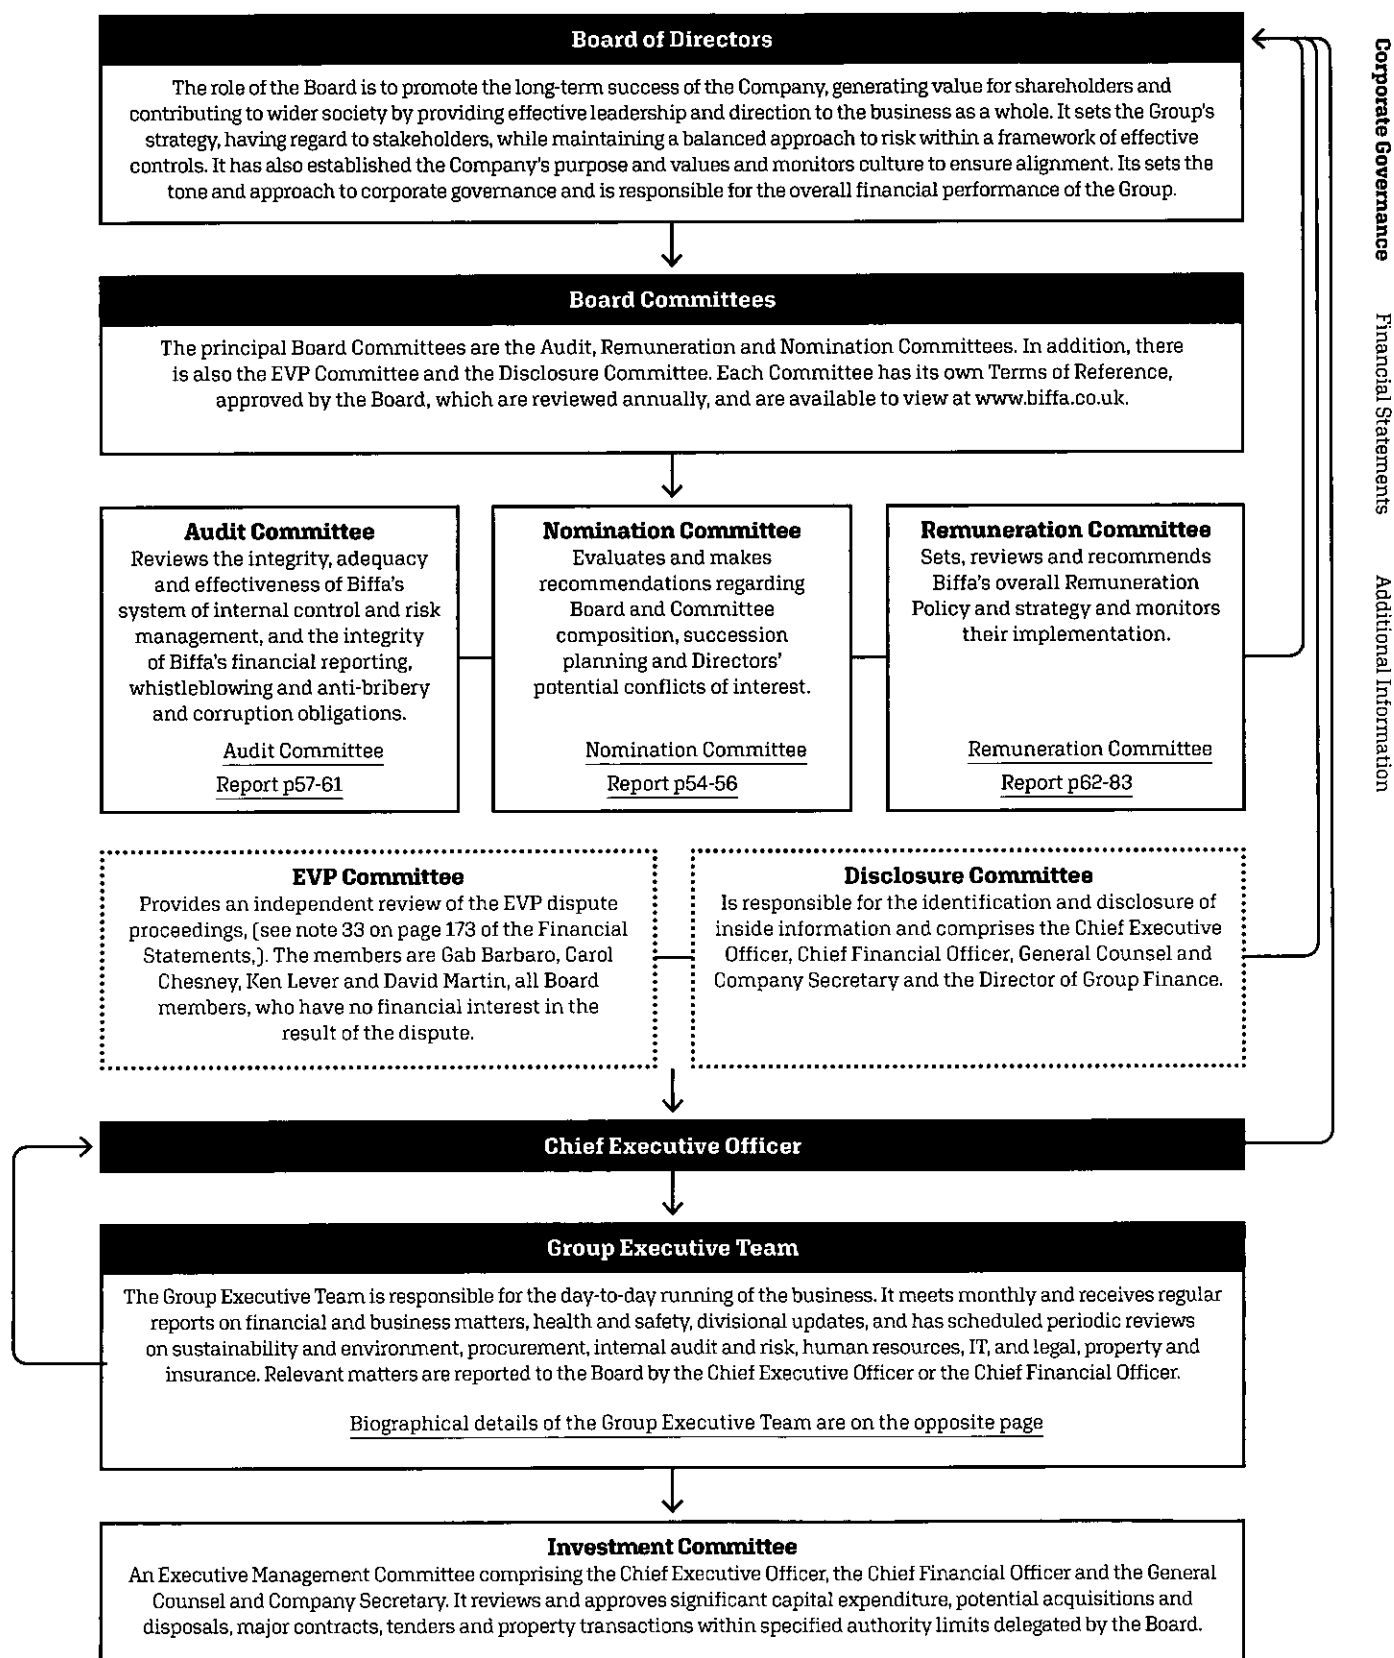 Board of Directors
The role of the Board is to promote the long-term success of the Company, generating value for shareholders and
contributing to wider society by providing effective leadership and direction to the business as a whole. It sets the Group's
strategy, having regard to stakeholders, while maintaining a balanced approach to risk within a framework of effective
controls. It has also established the Company's purpose and values and monitors culture to ensure alignment. Its sets the
tone and approach to corporate governance and is responsible for the overall financial performance of the Group.
Board Committees
The principal Board Committees are the Audit, Remuneration and Nomination Committees. In addition, there
is also the EVP Committee and the Disclosure Committee. Each Committee has its own Terms of Reference,
approved by the Board, which are reviewed annually, and are available to view at www.biffa.co.uk.
Audit Committee
Reviews the integrity, adequacy
and effectiveness of Biffa's
system of internal control and risk
management, and the integrity
of Biffa's financial reporting,
whistleblowing and anti-bribery
and corruption obligations.
Audit Committee
Report p57-61
Nomination Committee
Evaluates and makes
recommendations regarding
Board and Committee
composition, succession
planning and Directors'
potential conflicts of interest.
Nomination Committee
Report p54-56
Remuneration Committee
Sets, reviews and recommends
Biffa's overall Remuneration
Policy and strategy and monitors
their implementation.
Remuneration Committee
Report p62-83
EVP Committee
Provides an independent review of the EVP dispute
proceedings, (see note 33 on page 173 of the Financial
Statements,). The members are Gab Barbaro, Carol
Chesney, Ken Lever and David Martin, all Board
members, who have no financial interest in the
result of the dispute.
Disclosure Committee
Is responsible for the identification and disclosure of
inside information and comprises the Chief Executive
Officer, Chief Financial Officer, General Counsel and
Company Secretary and the Director of Group Finance.
Chief Executive Officer
Group Executive Team
The Group Executive Team is responsible for the day-to-day running of the business. It meets monthly and receives regular
reports on financial and business matters, health and safety, divisional updates, and has scheduled periodic reviews
on sustainability and environment, procurement, internal audit and risk, human resources, IT, and legal, property and
insurance. Relevant matters are reported to the Board by the Chief Executive Officer or the Chief Financial Officer.
Biographical details of the Group Executive Team are on the opposite page
Investment Committee
An Executive Management Committee comprising the Chief Executive Officer, the Chief Financial Officer and the General
Counsel and Company Secretary. It reviews and approves significant capital expenditure, potential acquisitions and
disposals, major contracts, tenders and property transactions within specified authority limits delegated by the Board.
Corporate Governance
Financial Statements
Additional Information